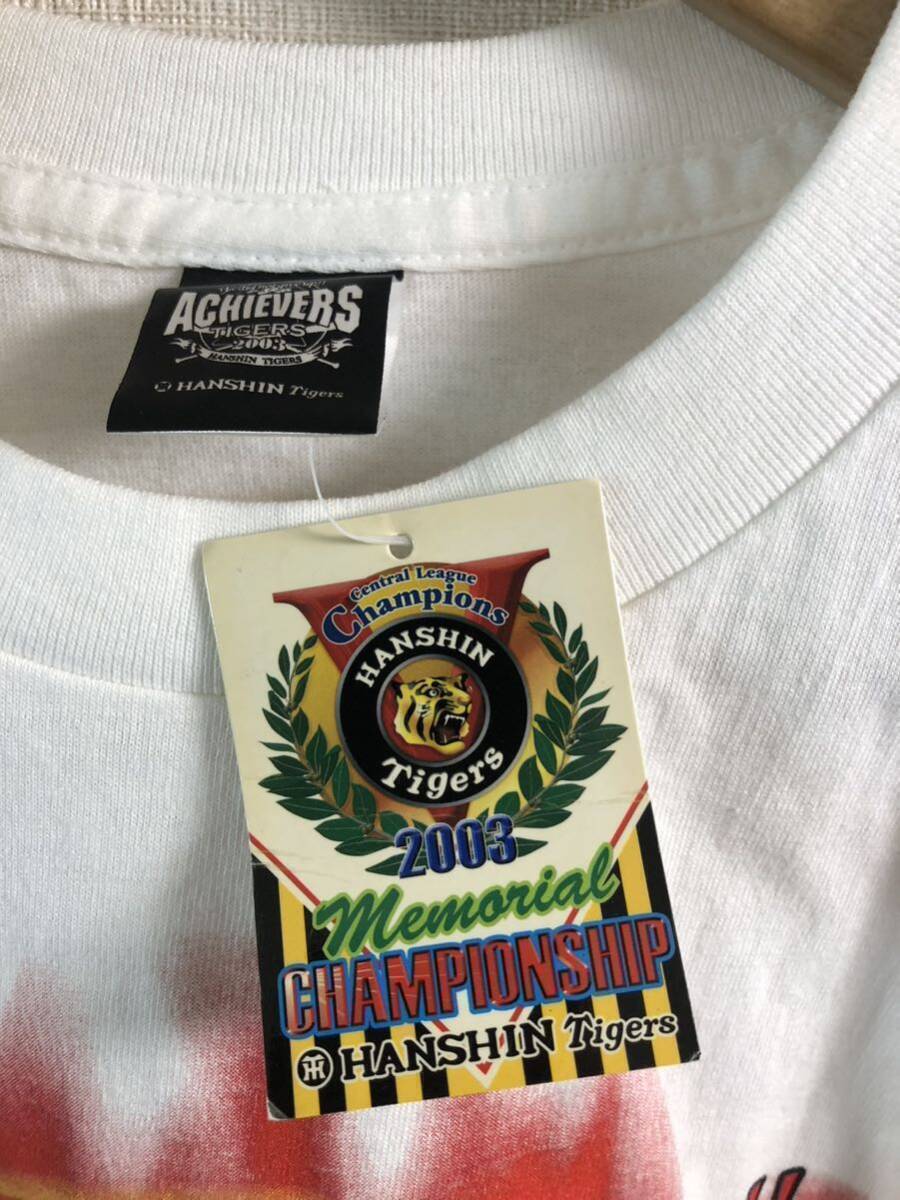 ACHIEVERS
TIGERS
2003
HANSHIN TIGERS
HANSHIN Tigers
Central League
Champions
HANSHIN
Tigers
2003
Memorial
CHAMPIONSHIP
HANSHIN Tigers